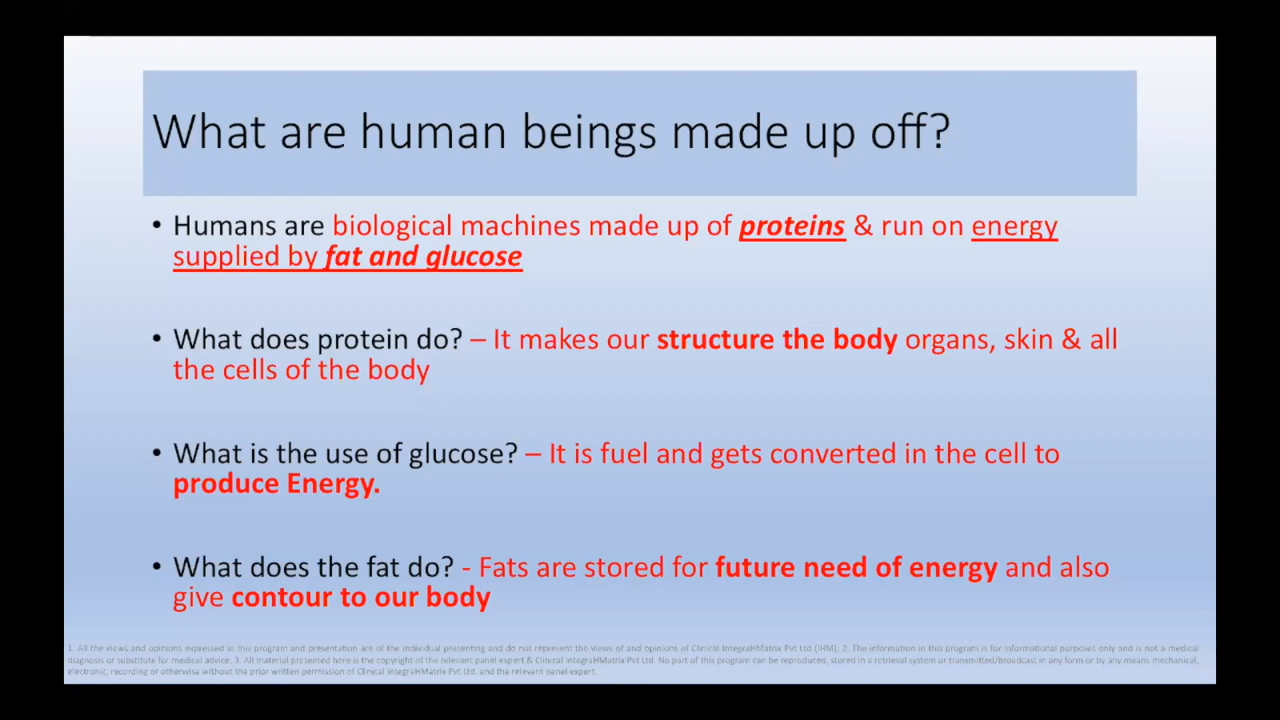 What are human beings made up off?
• Humans are biological machines made up of proteins & run on energy
supplied by fat and glucose
• What does protein do? – It makes our structure the body organs, skin & all
the cells of the body
• What is the use of glucose? – It is fuel and gets converted in the cell to
produce Energy.
• What does the fat do? - Fats are stored for future need of energy and also
give contour to our body
1. All the views and opinions expressed in this program and presentation are of the individual presenting and do not represent the views of and opinions of Clinical IntegraHMatrix Pvt Ltd (IHM); 2. The information in this program is for informational purposes only and is not a medical
diagnosis or substitute for medical advice. 3. All material presented here is the copyright of the relevant panel expert & Clinical IntegraHMatrix Pvt Ltd. No part of this program can be reproduced, stored in a retrieval system or transmitted/broadcast in any form or by any means mechanical,
electronic, recording or otherwise without the prior written permission of Clinical IntegraHMatrix Pvt Ltd. and the relevant panel expert.